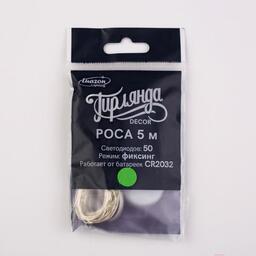 Гирлянда
DECOR
РОСА 5 м
Светодиодов: 50
Режим: фиксинг
Работает от батареек CR2032